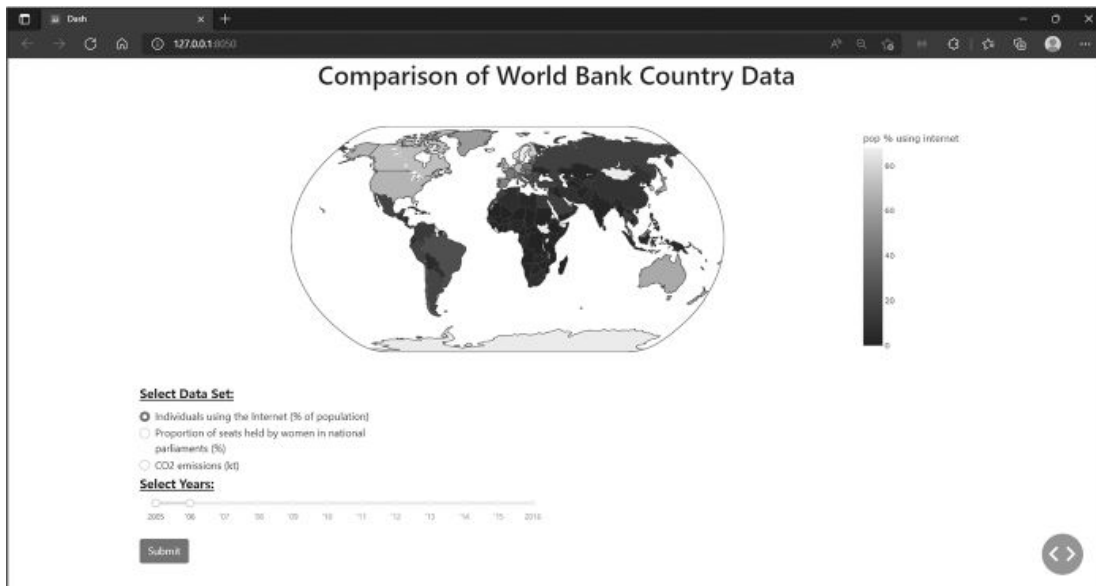 Dash
127.0.0.1:8050
Comparison of World Bank Country Data
pop % using internet
80
60
40
20
0
Select Data Set:
Individuals using the Internet (% of population)
Proportion of seats held by women in national
parliaments (%)
CO2 emissions (kt)
Select Years:
2005 '06 '07 '08 '09 '10 '11 '12 '13 '14 '15 2016
Submit